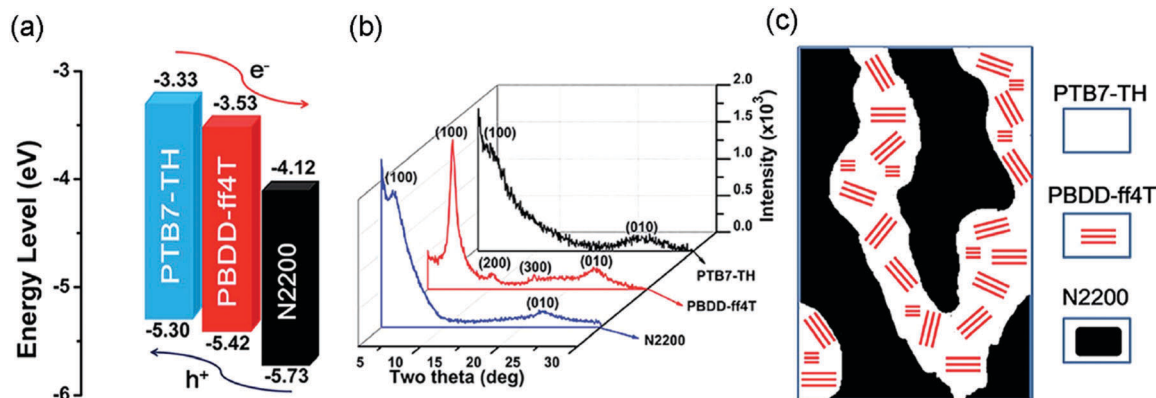 (a)
Energy Level (eV)
-3
-4
-5
-6
-3.33
-3.53
-4.12
e⁻
PTB7-TH
PBDD-ff4T
N2200
-5.30
-5.42
-5.73
h⁺
(b)
Intensity (x10³)
2.0
1.5
1.0
0.5
0.0
(100)
(010)
PTB7-TH
(100)
(200)
(300)
(010)
PBDD-ff4T
(100)
(010)
N2200
5 10 15 20 25 30
Two theta (deg)
(c)
PTB7-TH
PBDD-ff4T
N2200